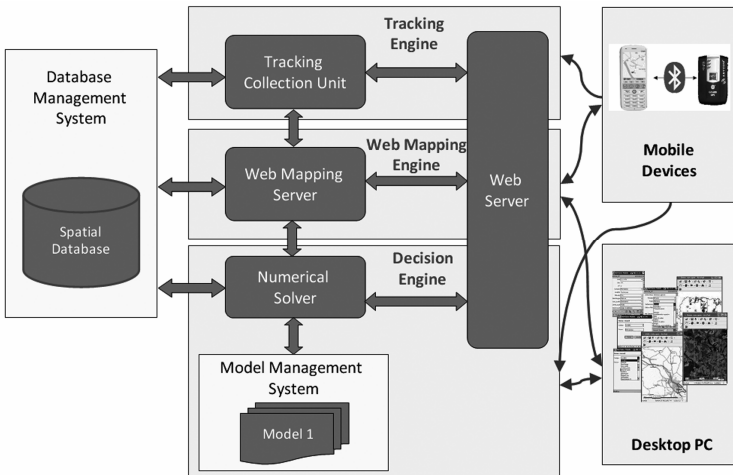 Database
Management
System
Spatial
Database
Tracking
Engine
Tracking
Collection Unit
Web Mapping
Engine
Web Mapping
Server
Web
Server
Decision
Engine
Numerical
Solver
Model Management
System
Model 1
Mobile
Devices
Desktop PC